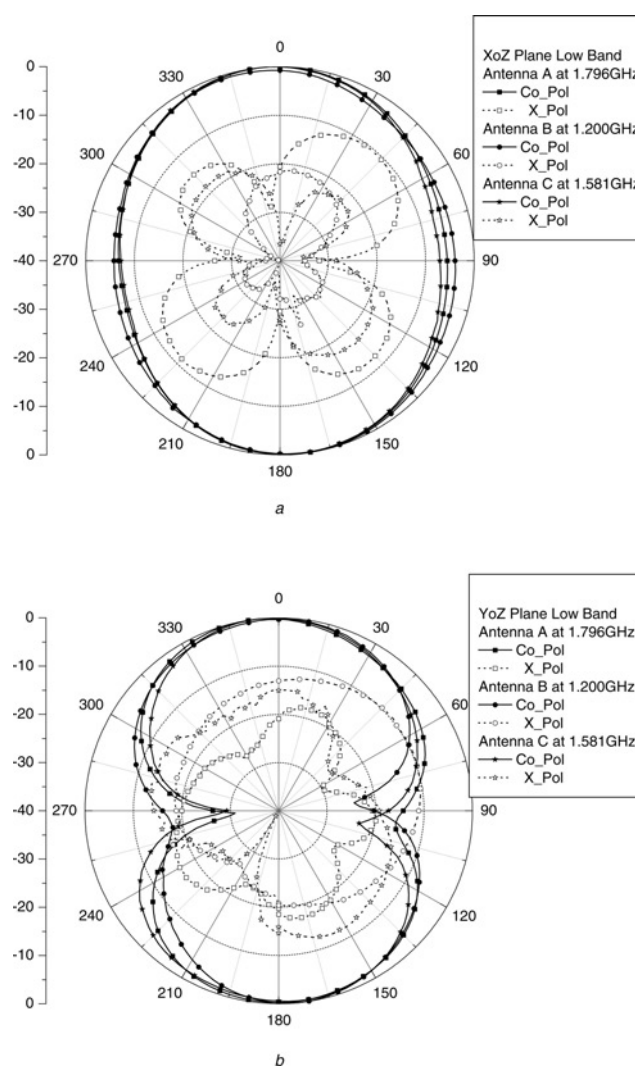 0
XoZ Plane Low Band
Antenna A at 1.796GHz
Co_Pol
X_Pol
Antenna B at 1.200GHz
Co_Pol
X_Pol
Antenna C at 1.581GHz
Co_Pol
X_Pol
0
-10
-20
-30
-40
-30
-20
-10
0
330
30
300
60
270
90
240
120
210
150
180
a
0
YoZ Plane Low Band
Antenna A at 1.796GHz
Co_Pol
X_Pol
Antenna B at 1.200GHz
Co_Pol
X_Pol
Antenna C at 1.581GHz
Co_Pol
X_Pol
0
-10
-20
-30
-40
-30
-20
-10
0
330
30
300
60
270
90
240
120
210
150
180
b